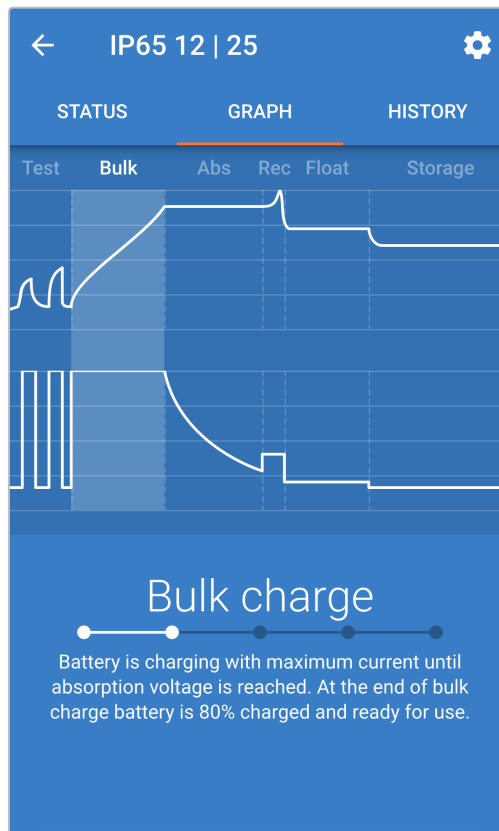 IP65 12 | 25
STATUS GRAPH HISTORY
Test Bulk Abs Rec Float Storage
Bulk charge
Battery is charging with maximum current until
absorption voltage is reached. At the end of bulk
charge battery is 80% charged and ready for use.